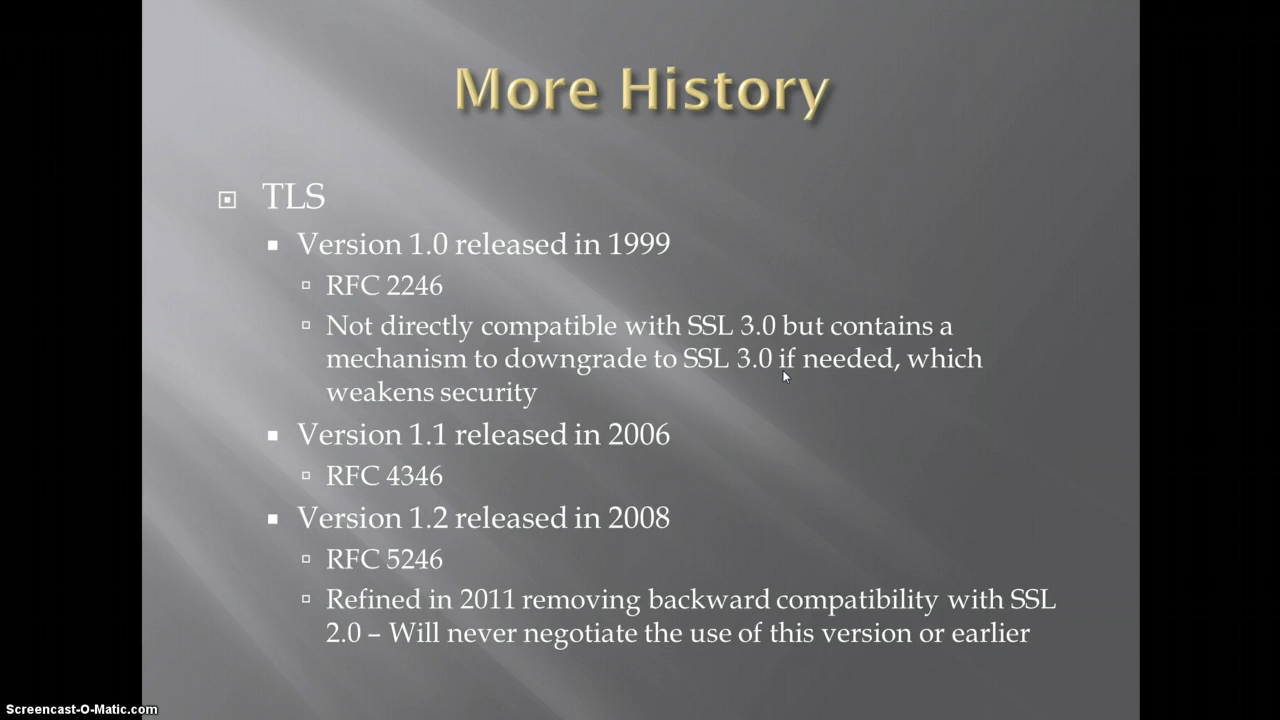 More History
TLS
Version 1.0 released in 1999
RFC 2246
Not directly compatible with SSL 3.0 but contains a
mechanism to downgrade to SSL 3.0 if needed, which
weakens security
Version 1.1 released in 2006
RFC 4346
Version 1.2 released in 2008
RFC 5246
Refined in 2011 removing backward compatibility with SSL
2.0 – Will never negotiate the use of this version or earlier
Screencast-O-Matic.com